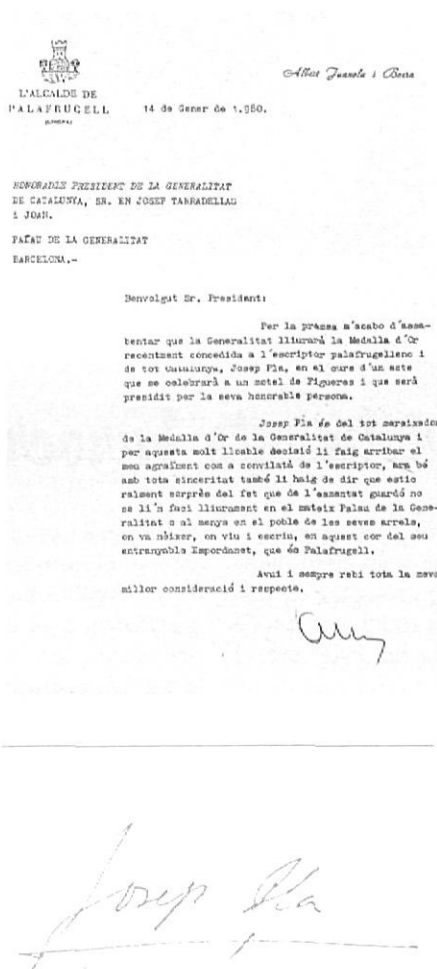 L'ALCALDE DE
PALAFRUGELL
(GIRONA)
Albert Juanola i Boera
14 de Gener de 1.980.
HONORABLE PRESIDENT DE LA GENERALITAT
DE CATALUNYA, SR. EN JOSEP TARRADELLAS
i JOAN.
PALAU DE LA GENERALITAT
BARCELONA.-
Benvolgut Sr. President:
Per la prèmsa m'acabo d'assa-
bentar que la Generalitat lliurará la Medalla d'Or
recentment concedida a l'escriptor palafrugellenc i
de tot Catalunya, Josep Pla, en el curs d'un acte
que se celebrarà a un motel de Figueres i que serà
presidit per la seva honorable persona.
Josep Pla és del tot mereixedor
de la Medalla d'Or de la Generalitat de Catalunya i
per aquesta molt lloable decisió li faig arribar el
meu agraïment com a convilatà de l'escriptor, ara bé
amb tota sinceritat també li haig de dir que estic
ralment sorprès del fet que de l'esmentat guardó no
se li'n faci lliurament en el mateix Palau de la Gene-
ralitat o al menys en el poble de les seves arrels,
on va nèixer, on viu i escriu, en aquest cor del seu
entranyable Empordanet, que és Palafrugell.
Avui i sempre rebi tota la meva
millor consideració i respecte.
Josep Pla